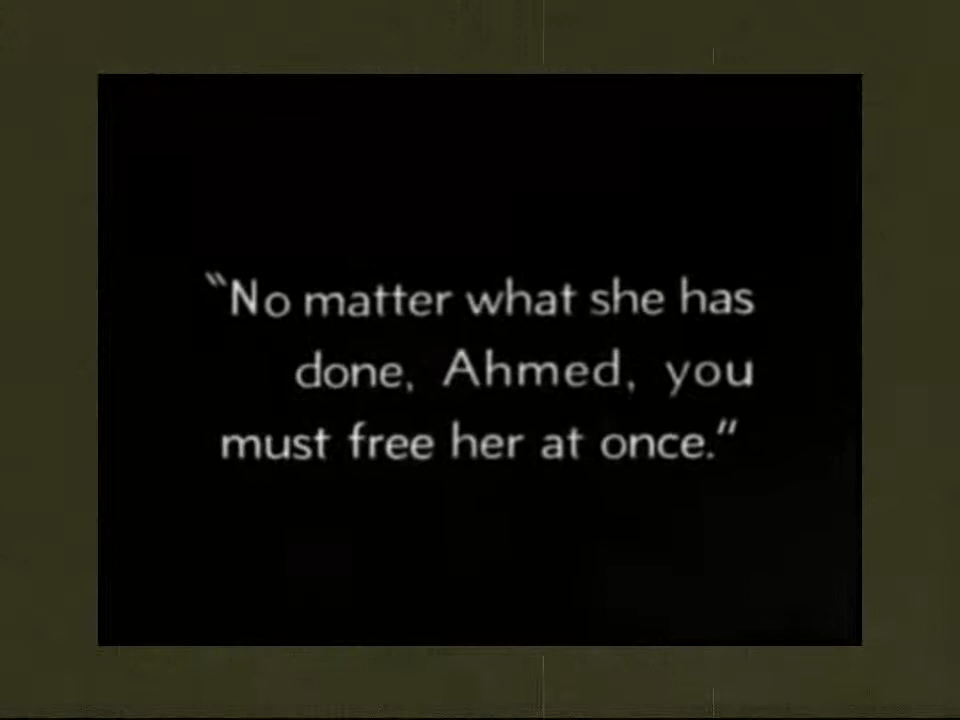 "No matter what she has
done, Ahmed, you
must free her at once."